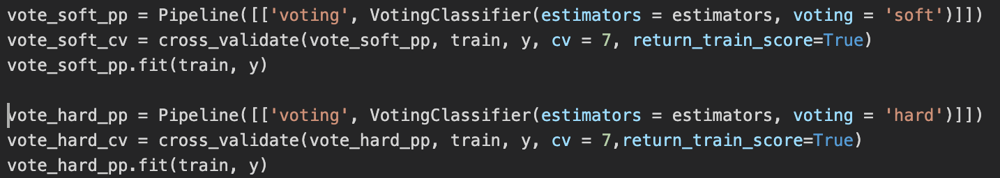 vote_soft_pp = Pipeline([['voting', VotingClassifier(estimators = estimators, voting = 'soft')]])
vote_soft_cv = cross_validate(vote_soft_pp, train, y, cv = 7, return_train_score=True)
vote_soft_pp.fit(train, y)
vote_hard_pp = Pipeline([['voting', VotingClassifier(estimators = estimators, voting = 'hard')]])
vote_hard_cv = cross_validate(vote_hard_pp, train, y, cv = 7,return_train_score=True)
vote_hard_pp.fit(train, y)